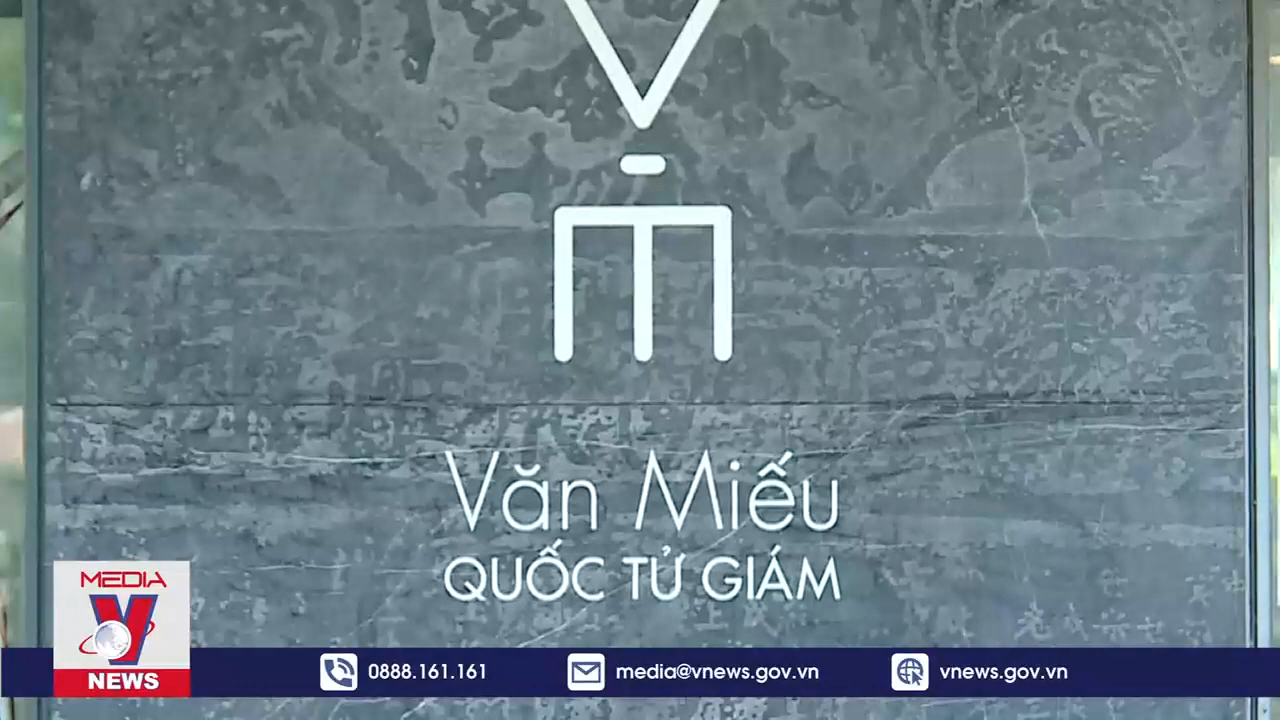 Văn Miếu
QUỐC TỬ GIÁM
MEDIA
V
NEWS
0888.161.161
media@vnews.gov.vn
vnews.gov.vn